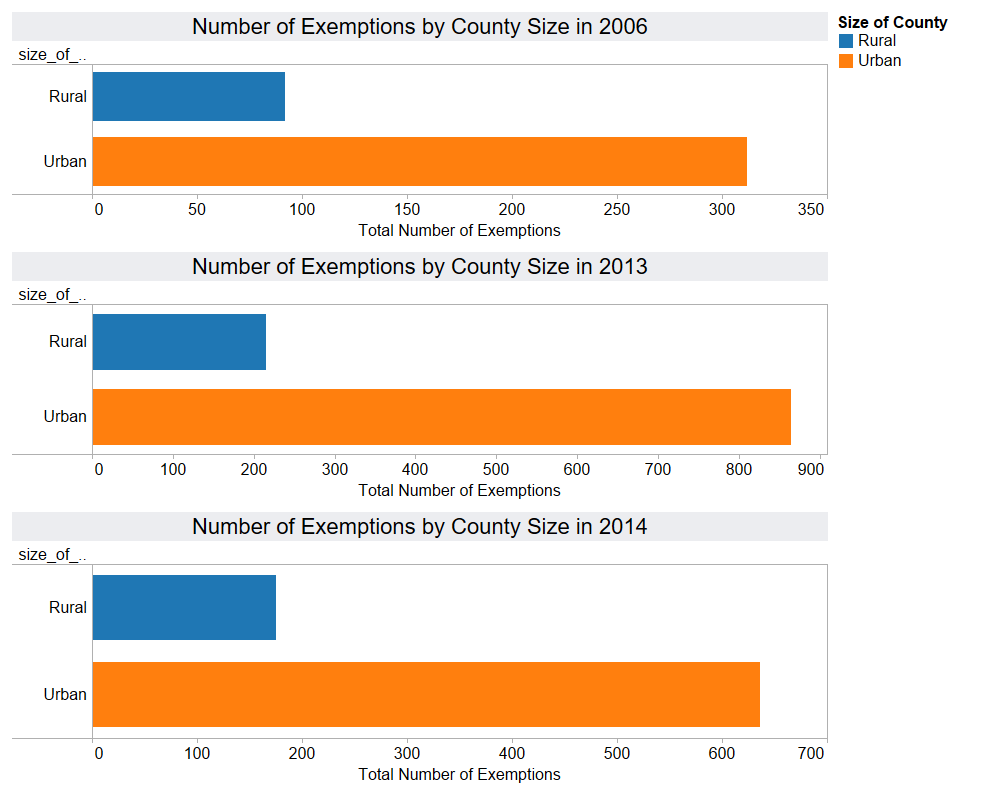 Number of Exemptions by County Size in 2006
size_of_..
Rural
Urban
0 50 100 150 200 250 300 350
Total Number of Exemptions
Number of Exemptions by County Size in 2013
size_of_..
Rural
Urban
0 100 200 300 400 500 600 700 800 900
Total Number of Exemptions
Number of Exemptions by County Size in 2014
size_of_..
Rural
Urban
0 100 200 300 400 500 600 700
Total Number of Exemptions
Size of County
Rural
Urban